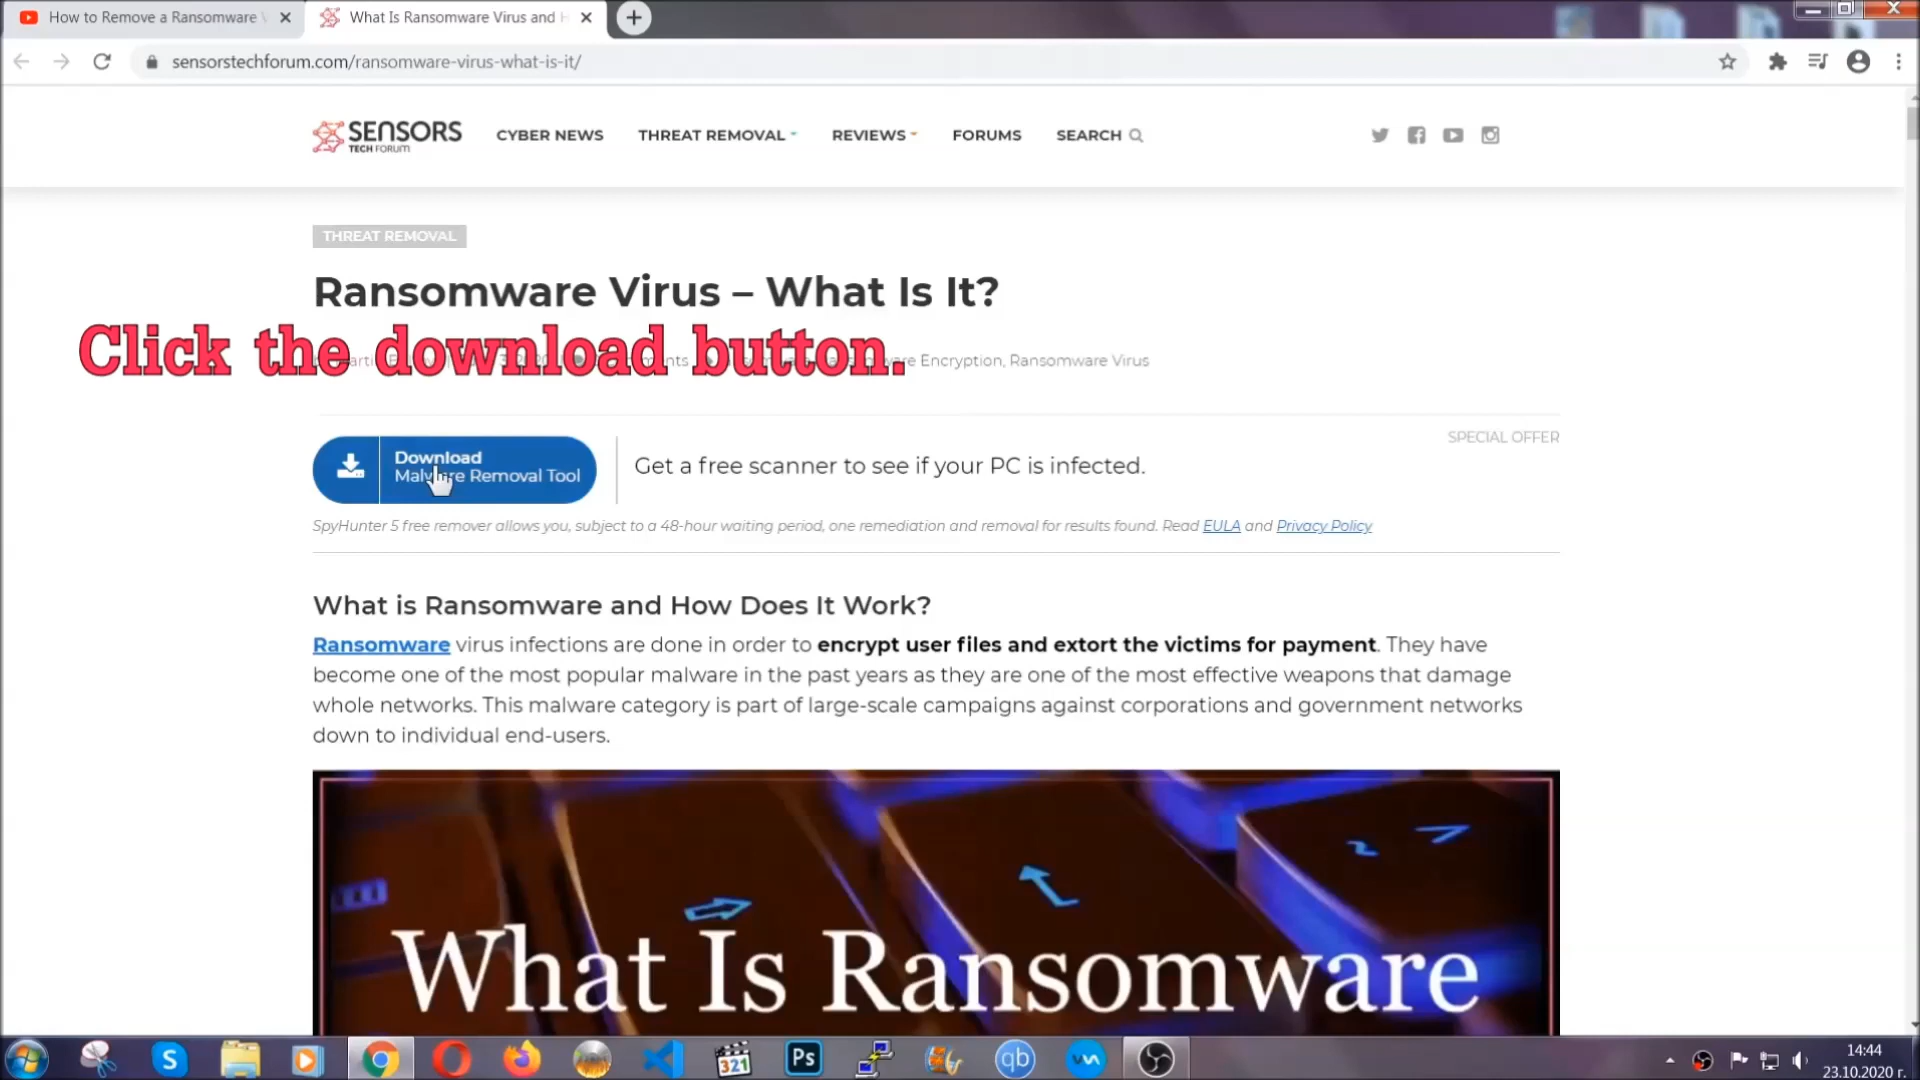 How to Remove a Ransomware
What Is Ransomware Virus and
sensorstechforum.com/ransomware-virus-what-is-it/
SENSORS
TECH FORUM
CYBER NEWS
THREAT REMOVAL
REVIEWS
FORUMS
SEARCH
THREAT REMOVAL
Ransomware Virus – What Is It?
Click the download button.
Encryption, Ransomware Virus
SPECIAL OFFER
Download
Malware Removal Tool
Get a free scanner to see if your PC is infected.
SpyHunter 5 free remover allows you, subject to a 48-hour waiting period, one remediation and removal for results found. Read EULA and Privacy Policy
What is Ransomware and How Does It Work?
Ransomware virus infections are done in order to encrypt user files and extort the victims for payment. They have
become one of the most popular malware in the past years as they are one of the most effective weapons that damage
whole networks. This malware category is part of large-scale campaigns against corporations and government networks
down to individual end-users.
What Is Ransomware
S
321
Ps
qb
14:44
23.10.2020 г.